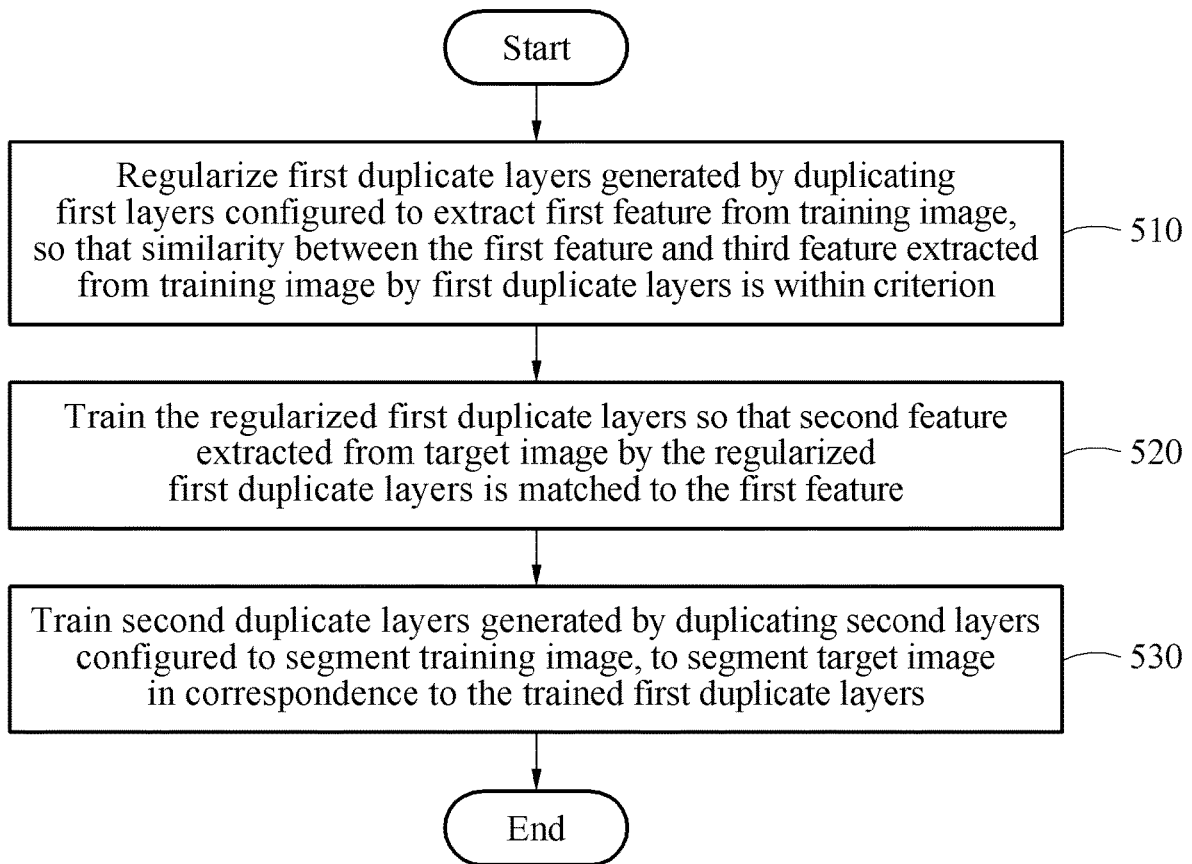 Start
Regularize first duplicate layers generated by duplicating
first layers configured to extract first feature from training image,
so that similarity between the first feature and third feature extracted
from training image by first duplicate layers is within criterion
510
Train the regularized first duplicate layers so that second feature
extracted from target image by the regularized
first duplicate layers is matched to the first feature
520
Train second duplicate layers generated by duplicating second layers
configured to segment training image, to segment target image
in correspondence to the trained first duplicate layers
530
End